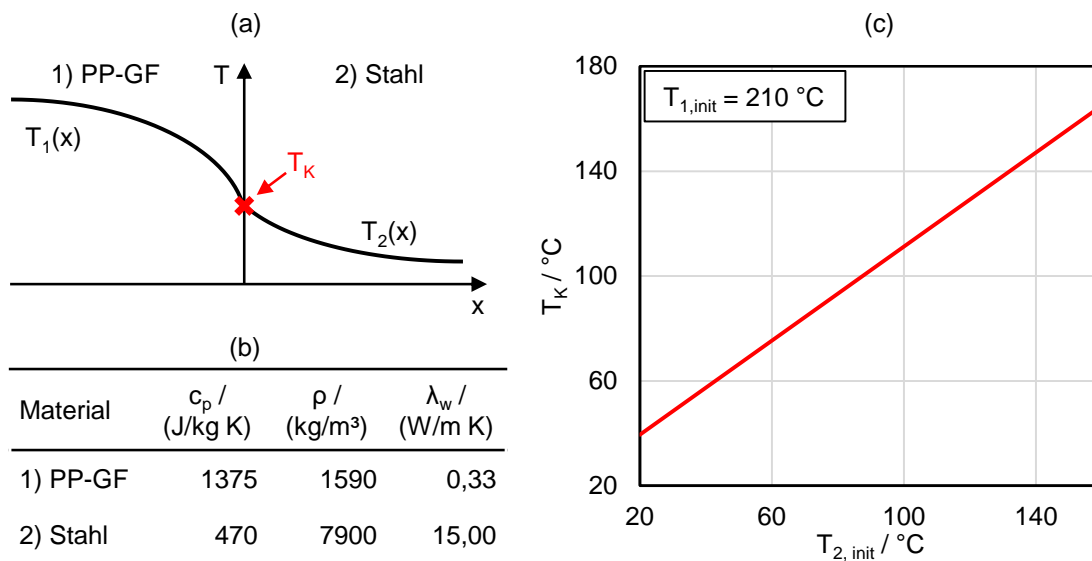 (a)
1) PP-GF
T
2) Stahl
T1(x)
TK
T2(x)
x
(b)
Material
cp /
(J/kg K)
ρ /
(kg/m³)
λw /
(W/m K)
1) PP-GF 1375 1590 0,33
2) Stahl 470 7900 15,00
(c)
T1,init = 210 °C
180
140
100
60
20
TK / °C
20 60 100 140
T2, init / °C